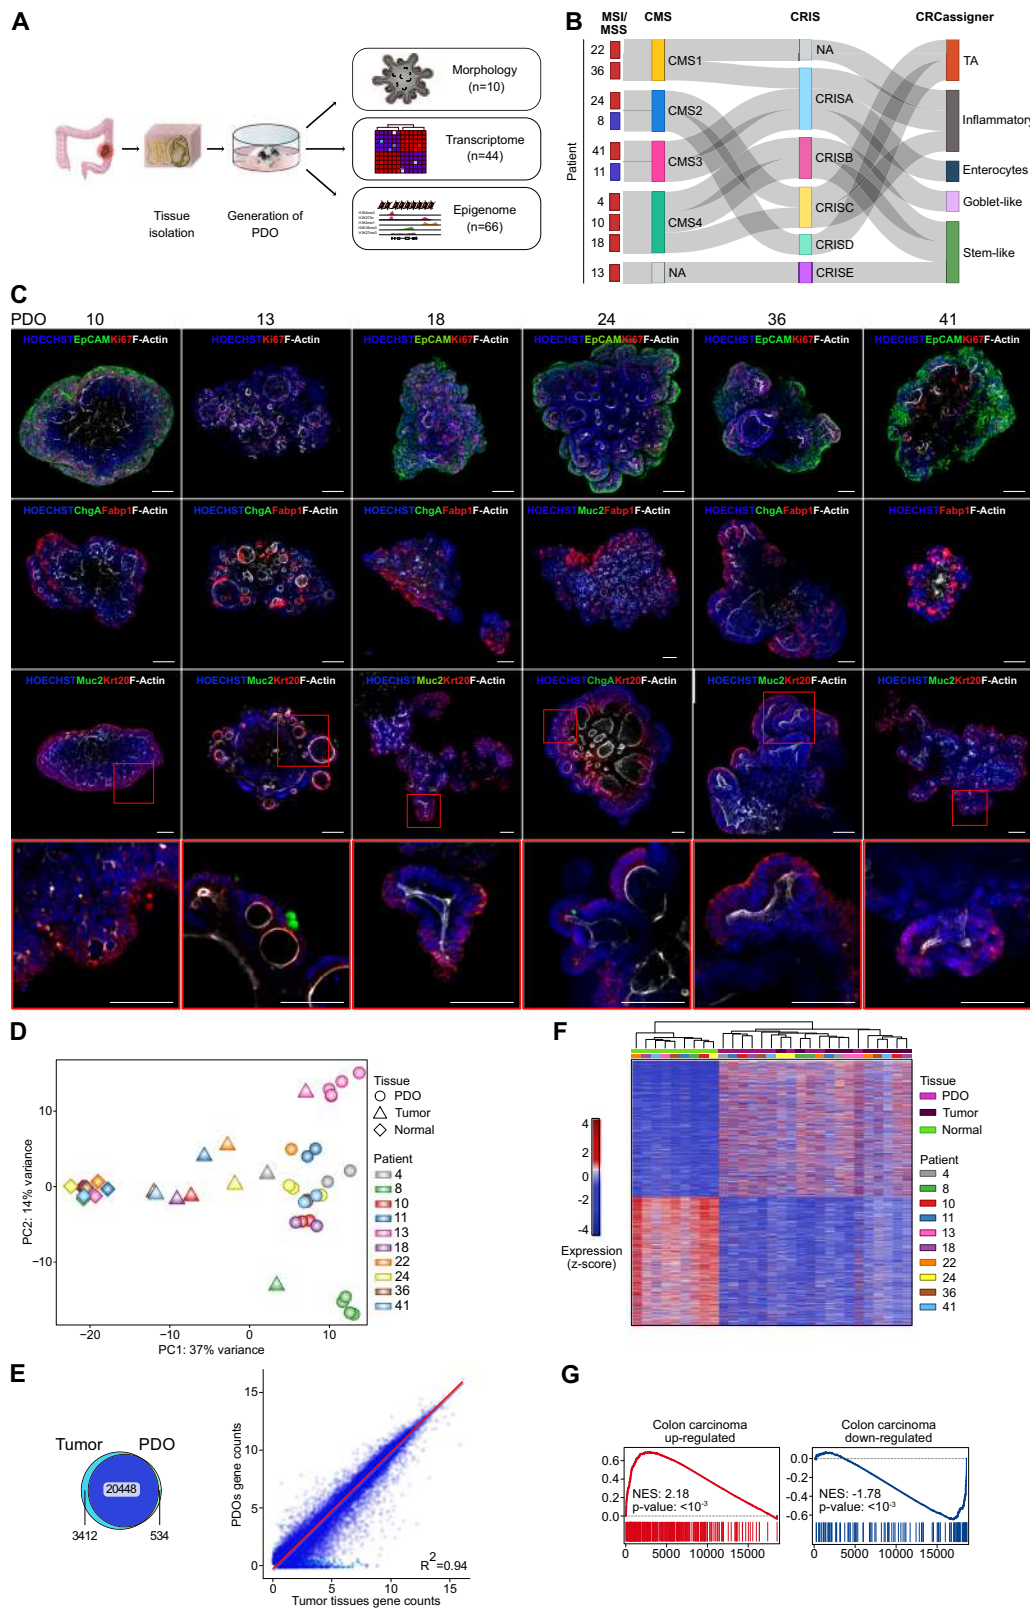 A
Morphology
(n=10)
Transcriptome
(n=44)
Epigenome
(n=66)
H3K4me3
H3K27ac
H3K4me1
H3K36me3
H3K27me3
Tissue
isolation
Generation of
PDO
B
MSI/
MSS
CMS
CRIS
CRCassigner
Patient
22
36
24
8
41
11
4
10
18
13
CMS1
CMS2
CMS3
CMS4
NA
NA
CRISA
CRISB
CRISC
CRISD
CRISE
TA
Inflammatory
Enterocytes
Goblet-like
Stem-like
C
PDO 10 13 18 24 36 41
HOECHSTEpCAMKi67F-Actin
HOECHSTKi67F-Actin
HOECHSTEpCAMKi67F-Actin
HOECHSTEpCAMKi67F-Actin
HOECHSTEpCAMKi67F-Actin
HOECHSTEpCAMKi67F-Actin
HOECHSTChgAFabp1F-Actin
HOECHSTChgAFabp1F-Actin
HOECHSTChgAFabp1F-Actin
HOECHSTMuc2Fabp1F-Actin
HOECHSTChgAFabp1F-Actin
HOECHSTFabp1F-Actin
HOECHSTMuc2Krt20F-Actin
HOECHSTMuc2Krt20F-Actin
HOECHSTMuc2Krt20F-Actin
HOECHSTChgAKrt20F-Actin
HOECHSTMuc2Krt20F-Actin
HOECHSTMuc2Krt20F-Actin
D
PC2: 14% variance
10
0
−10
−20 −10 0 10
PC1: 37% variance
Tissue
PDO
Tumor
Normal
Patient
4
8
10
11
13
18
22
24
36
41
F
4
2
0
-2
-4
Expression
(z-score)
Tissue
PDO
Tumor
Normal
Patient
4
8
10
11
13
18
22
24
36
41
E
Tumor PDO
20448
3412 534
PDOs gene counts
15
10
5
0
R2=0.94
0 5 10 15
Tumor tissues gene counts
G
Colon carcinoma
up-regulated
0.6
0.4
0.2
0.0
NES: 2.18
p-value: <10-3
0 5000 10000 15000
Colon carcinoma
down-regulated
0.0
-0.2
-0.4
-0.6
NES: -1.78
p-value: <10-3
0 5000 10000 15000